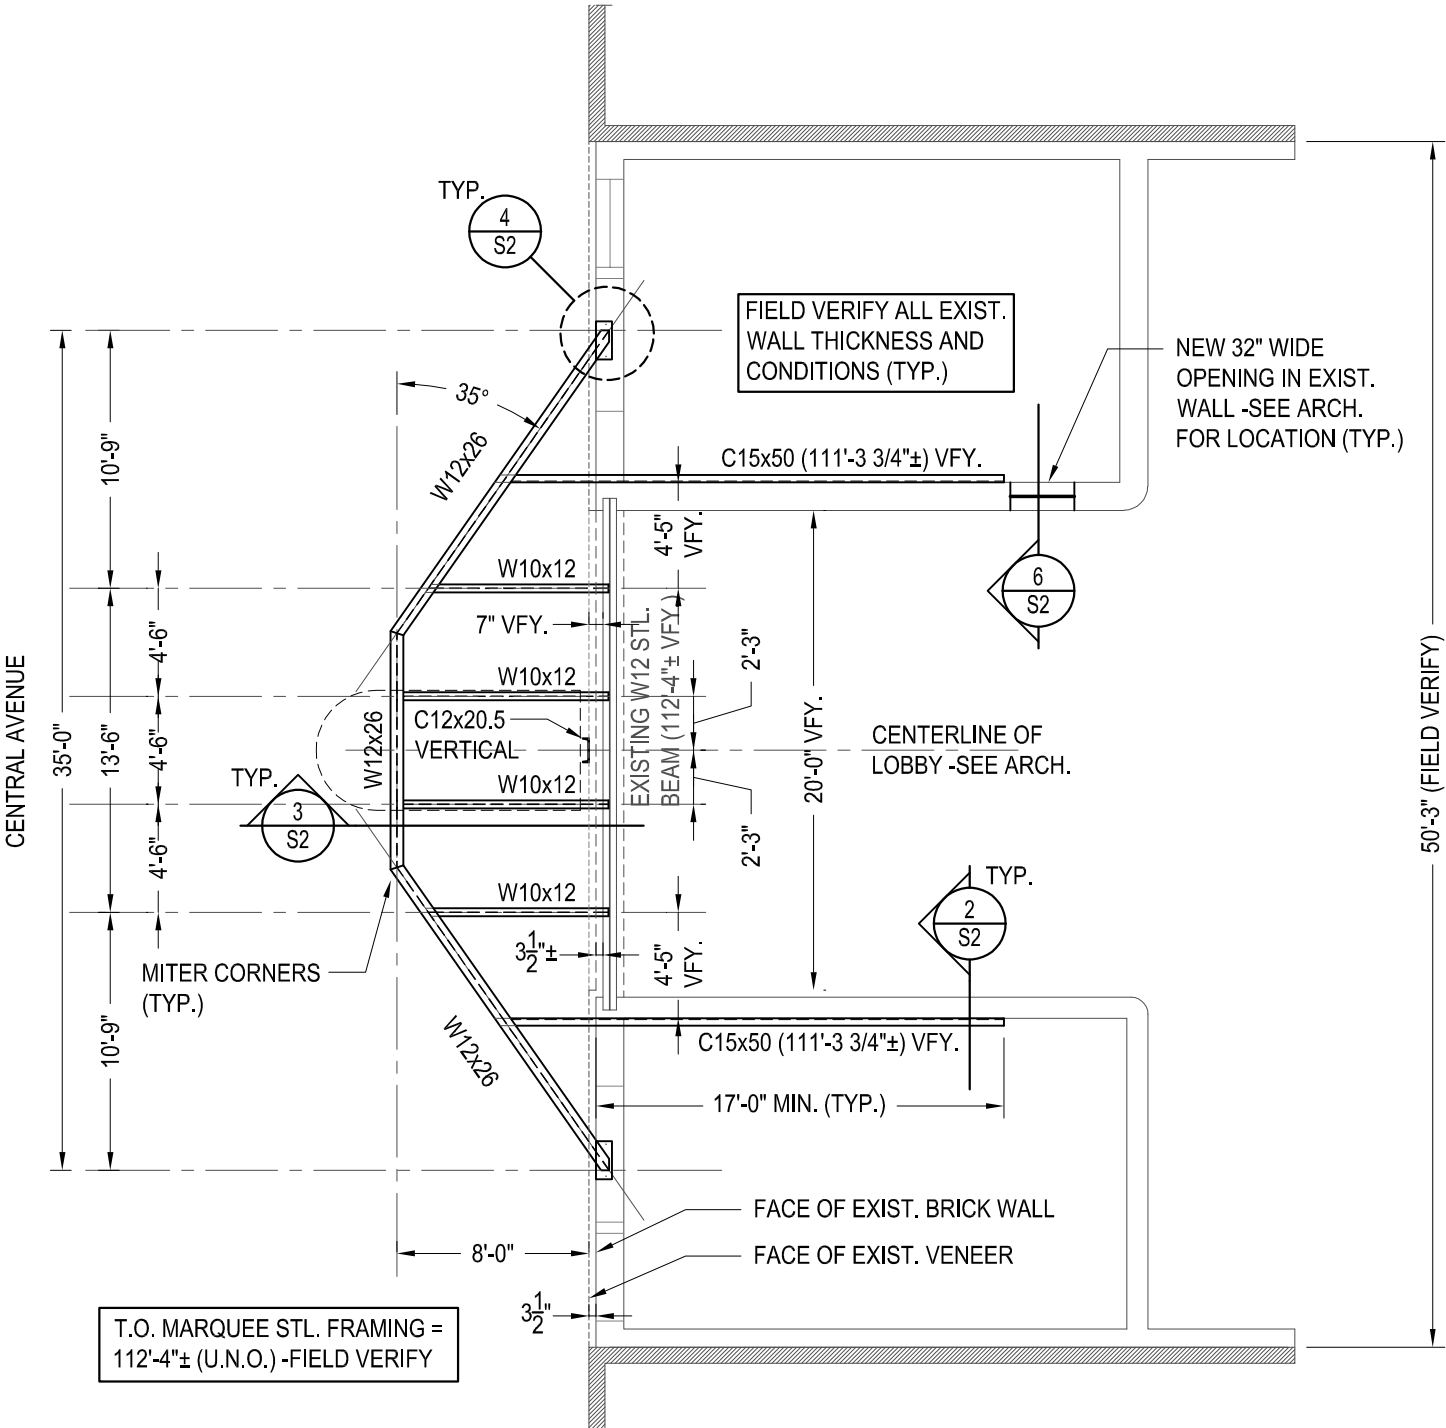 TYP.
4
S2
FIELD VERIFY ALL EXIST.
WALL THICKNESS AND
CONDITIONS (TYP.)
NEW 32" WIDE
OPENING IN EXIST.
WALL -SEE ARCH.
FOR LOCATION (TYP.)
35°
W12x26
10'-9"
C15x50 (111'-3 3/4"±) VFY.
4'-5"
VFY.
W10x12
6
S2
7" VFY.
4'-6"
EXISTING W12 STL.
BEAM (112'-4"± VFY.)
2'-3"
W10x12
CENTRAL AVENUE
35'-0"
13'-6"
4'-6"
W12x26
C12x20.5
VERTICAL
20'-0" VFY.
CENTERLINE OF
LOBBY -SEE ARCH.
50'-3" (FIELD VERIFY)
TYP.
3
S2
W10x12
2'-3"
4'-6"
W10x12
TYP.
2
S2
3 1/2"±
4'-5"
VFY.
MITER CORNERS
(TYP.)
10'-9"
W12x26
C15x50 (111'-3 3/4"±) VFY.
17'-0" MIN. (TYP.)
FACE OF EXIST. BRICK WALL
8'-0"
FACE OF EXIST. VENEER
3 1/2"
T.O. MARQUEE STL. FRAMING =
112'-4"± (U.N.O.) -FIELD VERIFY